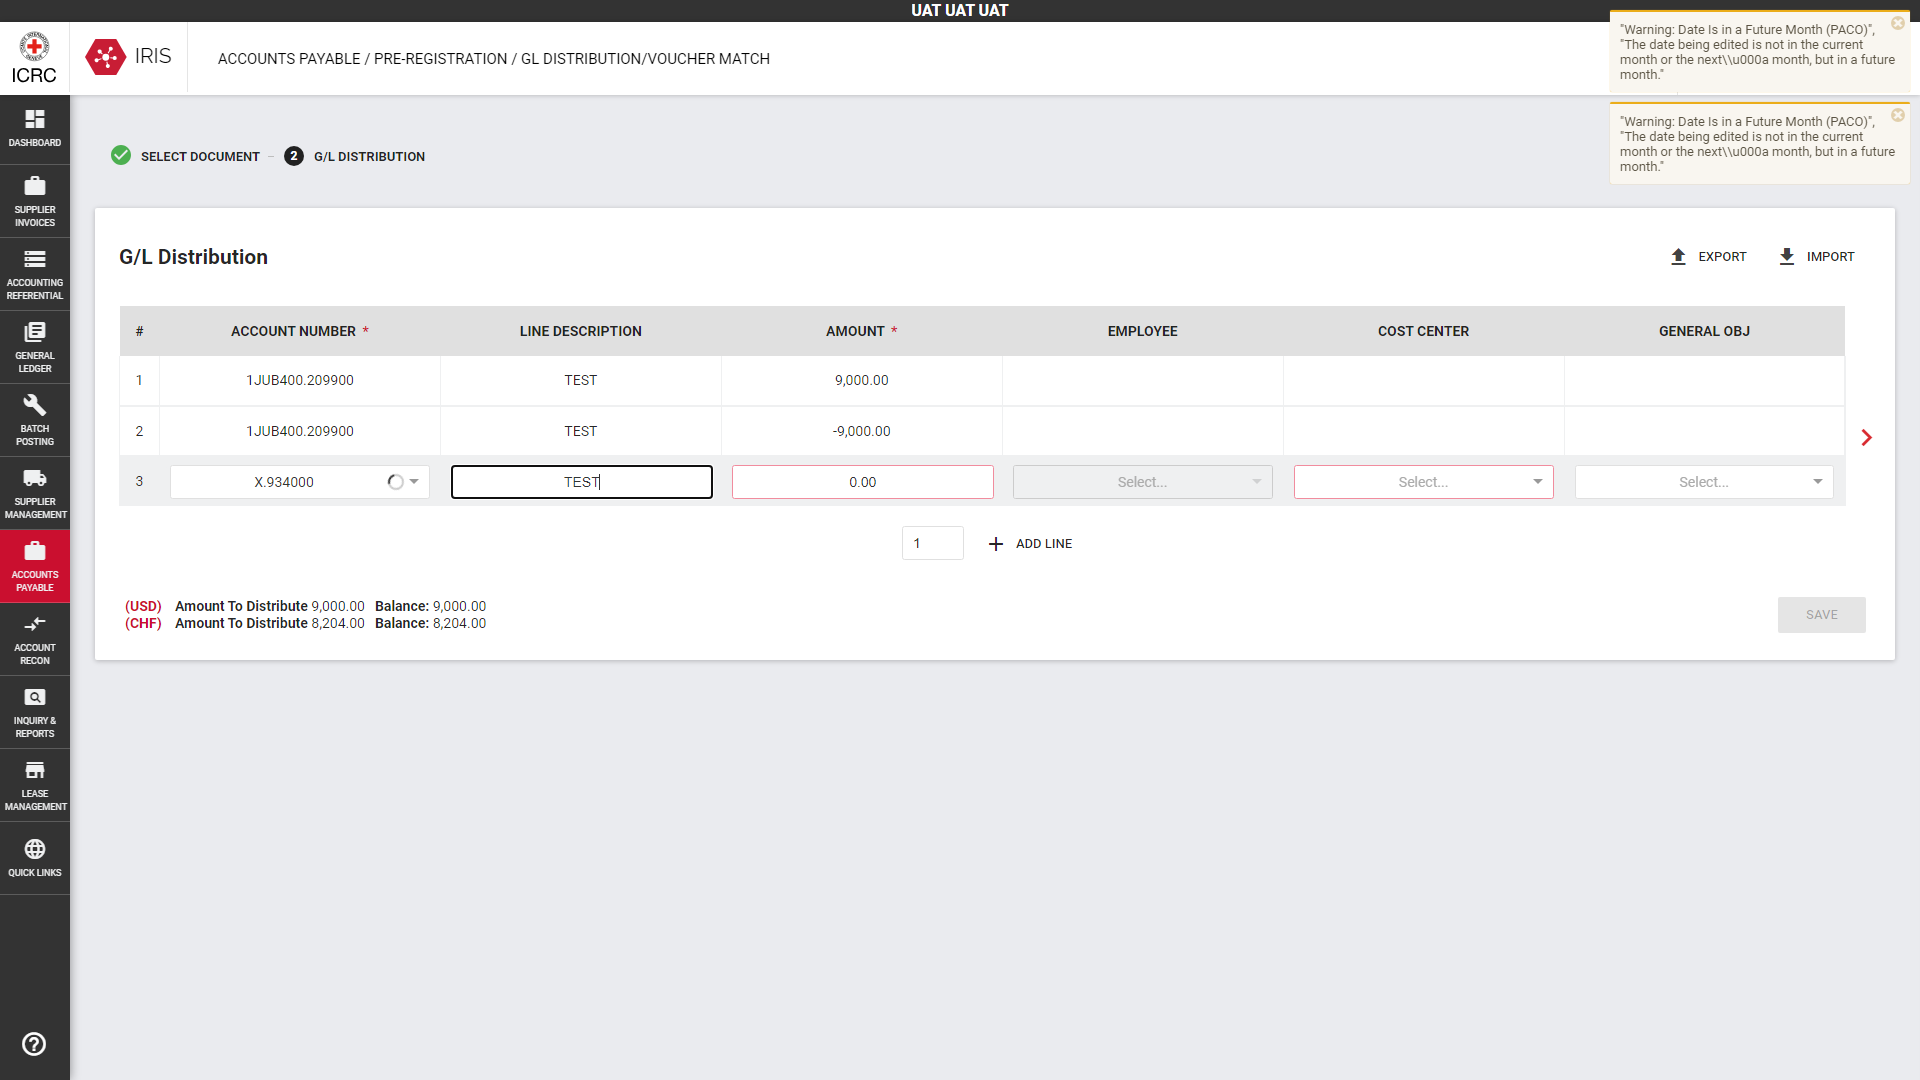 UAT UAT UAT
ICRC
IRIS
ACCOUNTS PAYABLE / PRE-REGISTRATION / GL DISTRIBUTION/VOUCHER MATCH
"Warning: Date Is in a Future Month (PACO)",
"The date being edited is not in the current
month or the next\\u000a month, but in a future
month."
"Warning: Date Is in a Future Month (PACO)",
"The date being edited is not in the current
month or the next\\u000a month, but in a future
month."
DASHBOARD
SUPPLIER
INVOICES
ACCOUNTING
REFERENTIAL
GENERAL
LEDGER
BATCH
POSTING
SUPPLIER
MANAGEMENT
ACCOUNTS
PAYABLE
ACCOUNT
RECON
INQUIRY &
REPORTS
LEASE
MANAGEMENT
QUICK LINKS
SELECT DOCUMENT – 2 G/L DISTRIBUTION
G/L Distribution
EXPORT IMPORT
# ACCOUNT NUMBER * LINE DESCRIPTION AMOUNT * EMPLOYEE COST CENTER GENERAL OBJ
1 1JUB400.209900 TEST 9,000.00
2 1JUB400.209900 TEST -9,000.00
3 X.934000 TEST 0.00 Select... Select... Select...
1 ADD LINE
(USD) Amount To Distribute 9,000.00 Balance: 9,000.00
(CHF) Amount To Distribute 8,204.00 Balance: 8,204.00
SAVE